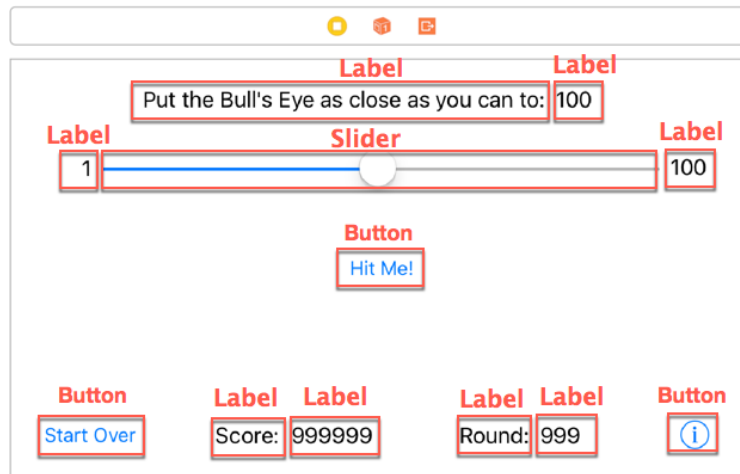 Label Label
Put the Bull's Eye as close as you can to: 100
Label Slider Label
1 100
Button
Hit Me!
Button Label Label Label Label Button
Start Over Score: 999999 Round: 999 i